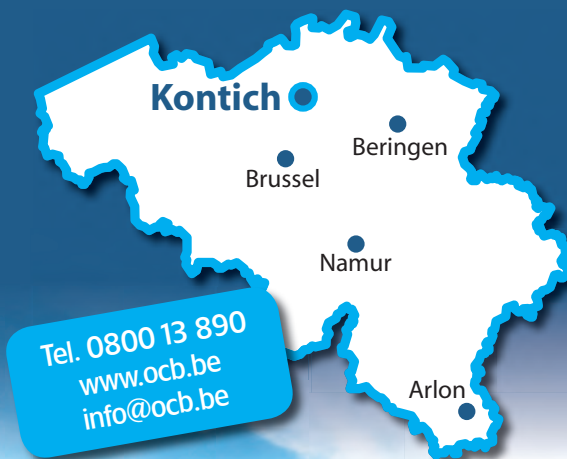 Kontich
Beringen
Brussel
Namur
Tel. 0800 13 890
www.ocb.be
info@ocb.be
Arlon